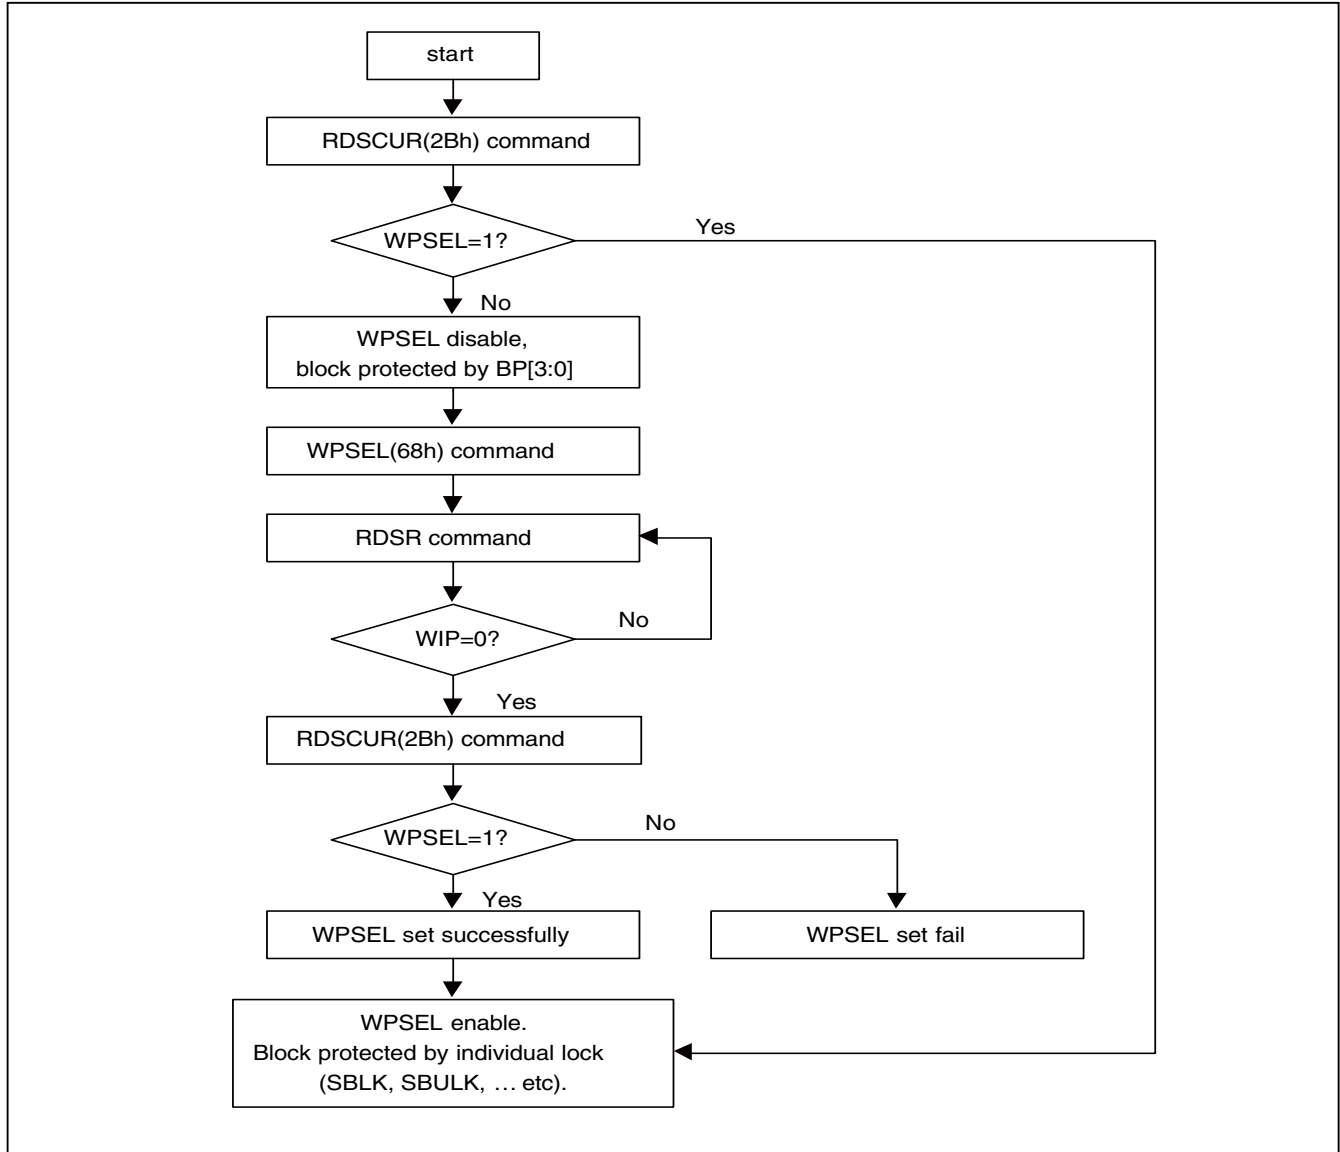 start
RDSCUR(2Bh) command
WPSEL=1?
Yes
No
WPSEL disable,
block protected by BP[3:0]
WPSEL(68h) command
RDSR command
WIP=0?
No
Yes
RDSCUR(2Bh) command
WPSEL=1?
No
Yes
WPSEL set successfully
WPSEL set fail
WPSEL enable.
Block protected by individual lock
(SBLK, SBULK, … etc).